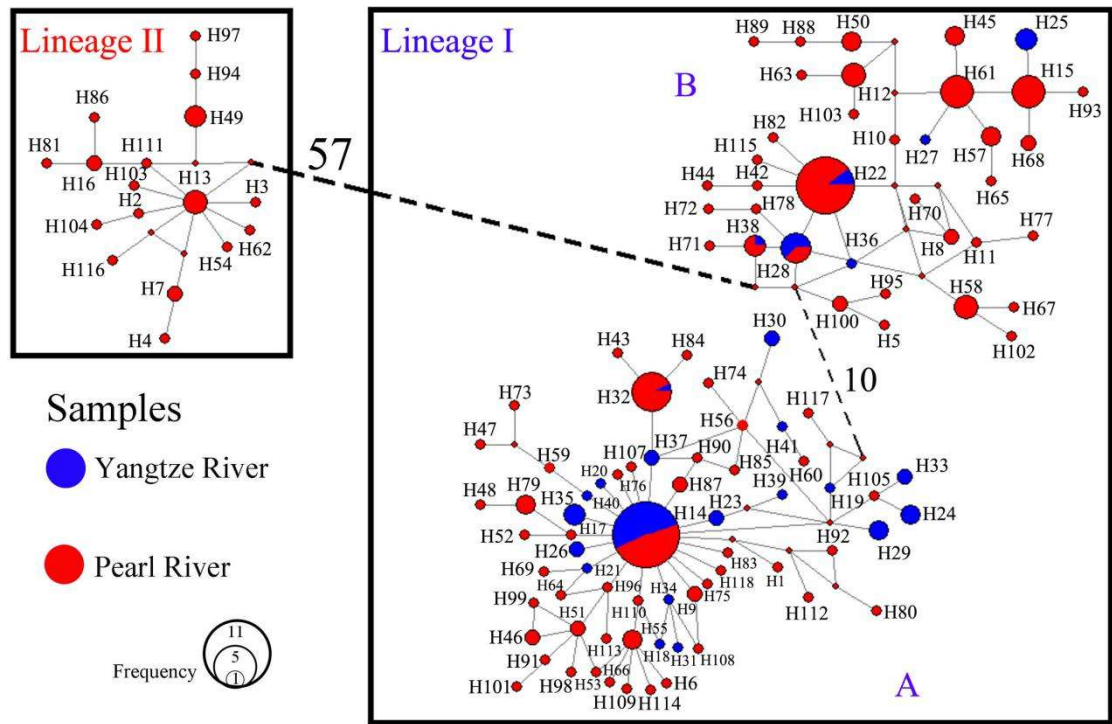 Lineage II
H97
H94
H86
H49
H81
H111
H16
H103
H13
H3
H2
H104
H62
H54
H116
H7
H4
57
Samples
Yangtze River
Pearl River
11
5
1
Frequency
Lineage I
B
H89
H88
H50
H45
H25
H63
H61
H15
H12
H103
H93
H82
H10
H27
H57
H68
H115
H22
H44
H42
H65
H72
H78
H70
H38
H36
H8
H77
H71
H11
H28
H95
H58
H67
H100
H5
H102
10
H30
H43
H84
H74
H32
H117
H73
H56
H47
H37
H41
H107
H90
H59
H20
H85
H60
H105
H33
H76
H39
H48
H79
H40
H87
H23
H19
H35
H14
H24
H52
H17
H92
H29
H26
H83
H69
H21
H118
H1
H64
H96
H34
H75
H99
H110
H9
H112
H80
H51
H55
H46
H113
H18
H31
H108
H91
H66
H101
H98
H53
H6
H109
H114
A